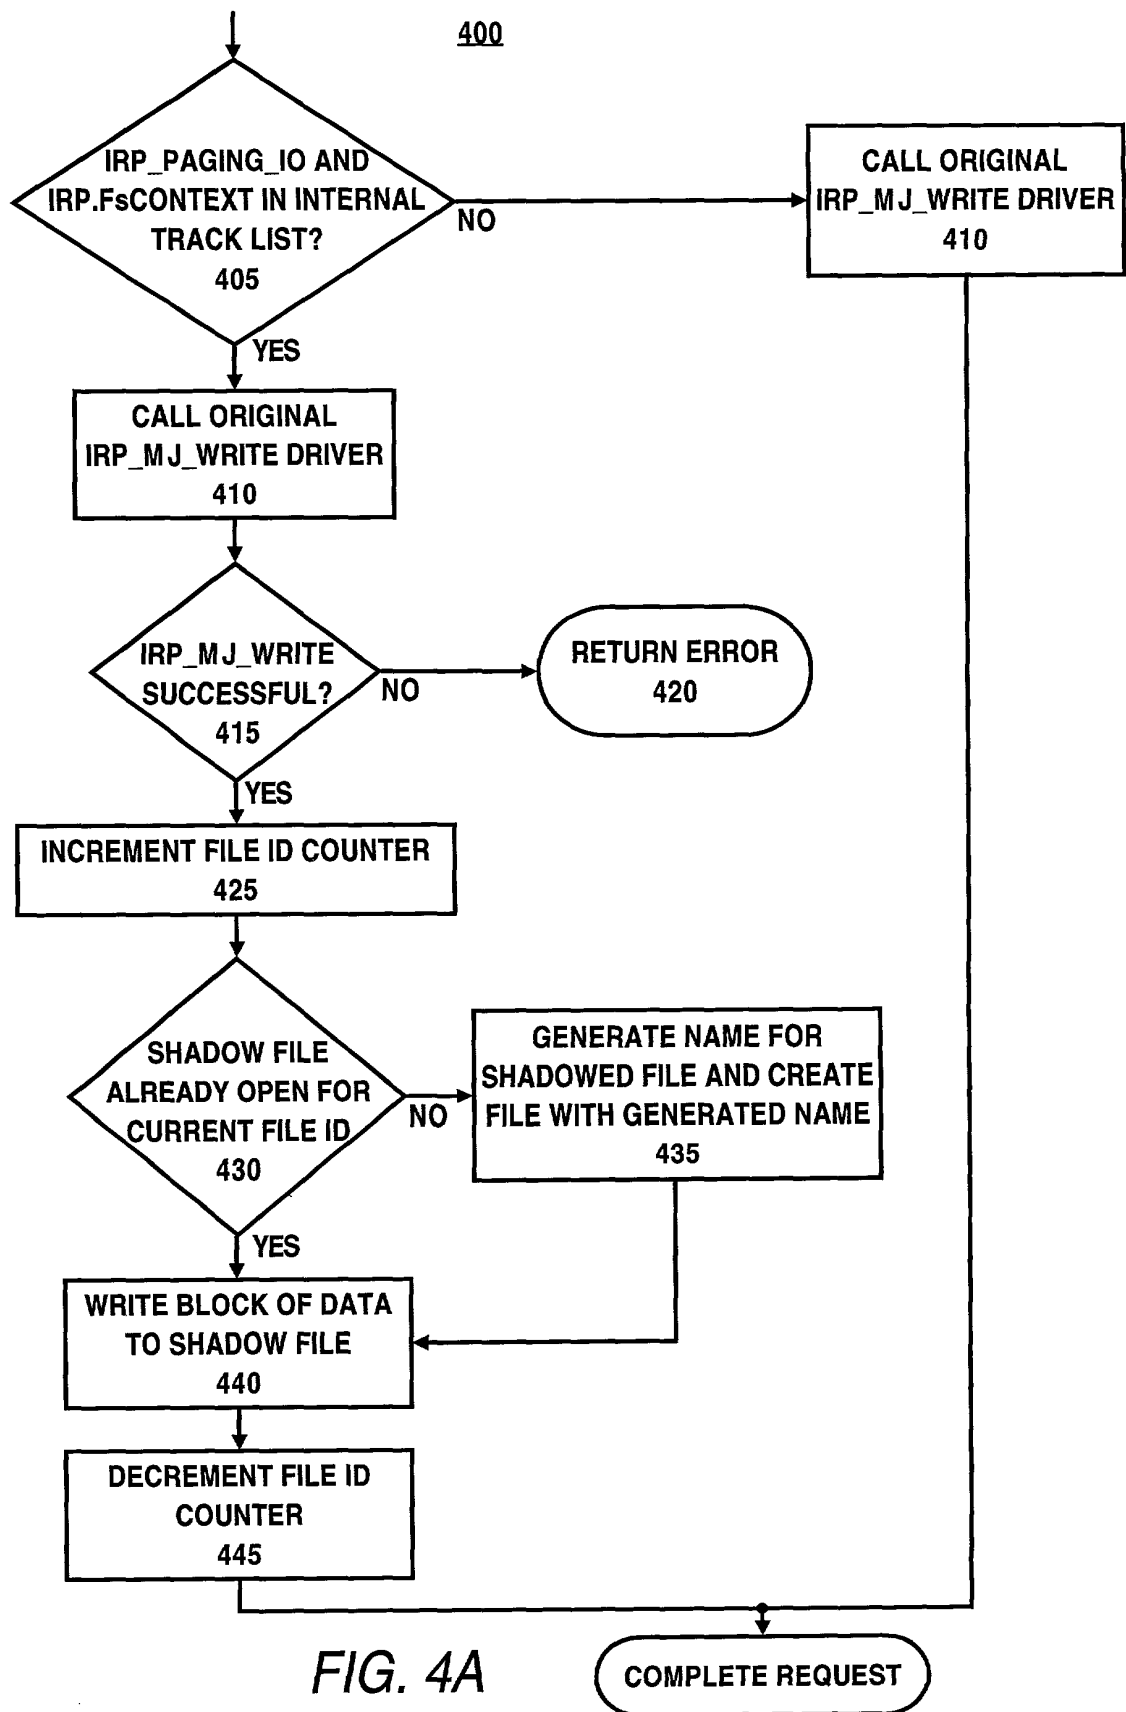 400
IRP_PAGING_IO AND
IRP.FsCONTEXT IN INTERNAL
TRACK LIST?
405
NO
CALL ORIGINAL
IRP_MJ_WRITE DRIVER
410
YES
CALL ORIGINAL
IRP_MJ_WRITE DRIVER
410
IRP_MJ_WRITE
SUCCESSFUL?
415
NO
RETURN ERROR
420
YES
INCREMENT FILE ID COUNTER
425
SHADOW FILE
ALREADY OPEN FOR
CURRENT FILE ID
430
NO
GENERATE NAME FOR
SHADOWED FILE AND CREATE
FILE WITH GENERATED NAME
435
YES
WRITE BLOCK OF DATA
TO SHADOW FILE
440
DECREMENT FILE ID
COUNTER
445
COMPLETE REQUEST
FIG. 4A